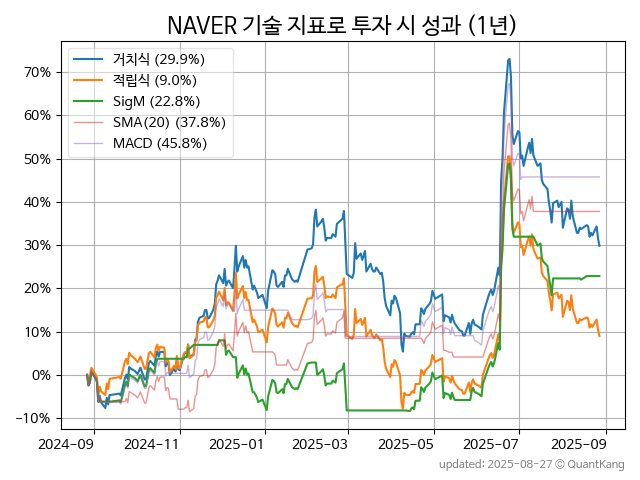 NAVER 기술 지표로 투자 시 성과 (1년)
거치식 (29.9%)
적립식 (9.0%)
SigM (22.8%)
SMA(20) (37.8%)
MACD (45.8%)
70%
60%
50%
40%
30%
20%
10%
0%
−10%
2024-09
2024-11
2025-01
2025-03
2025-05
2025-07
2025-09
updated: 2025-08-27 © QuantKang